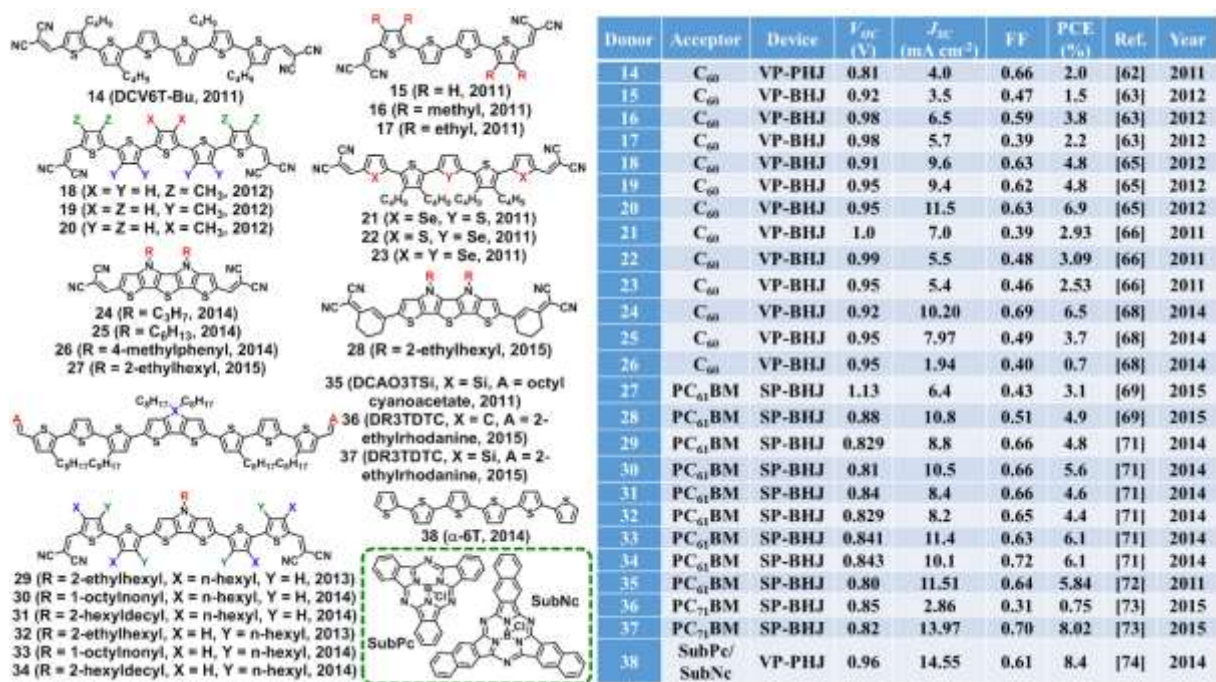 14 (DCV6T-Bu, 2011)
15 (R = H, 2011)
16 (R = methyl, 2011)
17 (R = ethyl, 2011)
18 (X = Y = H, Z = CH₃, 2012)
19 (X = Z = H, Y = CH₃, 2012)
20 (Y = Z = H, X = CH₃, 2012)
21 (X = Se, Y = S, 2011)
22 (X = S, Y = Se, 2011)
23 (X = Y = Se, 2011)
24 (R = C₃H₇, 2014)
25 (R = C₆H₁₃, 2014)
26 (R = 4-methylphenyl, 2014)
27 (R = 2-ethylhexyl, 2015)
28 (R = 2-ethylhexyl, 2015)
35 (DCAO3TSi, X = Si, A = octyl
cyanoacetate, 2011)
36 (DR3TDTC, X = C, A = 2-
ethylrhodanine, 2015)
37 (DR3TDTC, X = Si, A = 2-
ethylrhodanine, 2015)
38 (α-6T, 2014)
29 (R = 2-ethylhexyl, X = n-hexyl, Y = H, 2013)
30 (R = 1-octylnonyl, X = n-hexyl, Y = H, 2014)
31 (R = 2-hexyldecyl, X = n-hexyl, Y = H, 2014)
32 (R = 2-ethylhexyl, X = H, Y = n-hexyl, 2013)
33 (R = 1-octylnonyl, X = H, Y = n-hexyl, 2014)
34 (R = 2-hexyldecyl, X = H, Y = n-hexyl, 2014)
SubPc
SubNc
Donor Acceptor Device V_OC (V) J_SC (mA cm⁻²) FF PCE (%) Ref. Year
14 C₆₀ VP-PHJ 0.81 4.0 0.66 2.0 [62] 2011
15 C₆₀ VP-BHJ 0.92 3.5 0.47 1.5 [63] 2012
16 C₆₀ VP-BHJ 0.98 6.5 0.59 3.8 [63] 2012
17 C₆₀ VP-BHJ 0.98 5.7 0.39 2.2 [63] 2012
18 C₆₀ VP-BHJ 0.91 9.6 0.63 4.8 [65] 2012
19 C₆₀ VP-BHJ 0.95 9.4 0.62 4.8 [65] 2012
20 C₆₀ VP-BHJ 0.95 11.5 0.63 6.9 [65] 2012
21 C₆₀ VP-BHJ 1.0 7.0 0.39 2.93 [66] 2011
22 C₆₀ VP-BHJ 0.99 5.5 0.48 3.09 [66] 2011
23 C₆₀ VP-BHJ 0.95 5.4 0.46 2.53 [66] 2011
24 C₆₀ VP-BHJ 0.92 10.20 0.69 6.5 [68] 2014
25 C₆₀ VP-BHJ 0.95 7.97 0.49 3.7 [68] 2014
26 C₆₀ VP-BHJ 0.95 1.94 0.40 0.7 [68] 2014
27 PC₆₁BM SP-BHJ 1.13 6.4 0.43 3.1 [69] 2015
28 PC₆₁BM SP-BHJ 0.88 10.8 0.51 4.9 [69] 2015
29 PC₆₁BM SP-BHJ 0.829 8.8 0.66 4.8 [71] 2014
30 PC₆₁BM SP-BHJ 0.81 10.5 0.66 5.6 [71] 2014
31 PC₆₁BM SP-BHJ 0.84 8.4 0.66 4.6 [71] 2014
32 PC₆₁BM SP-BHJ 0.829 8.2 0.65 4.4 [71] 2014
33 PC₆₁BM SP-BHJ 0.841 11.4 0.63 6.1 [71] 2014
34 PC₆₁BM SP-BHJ 0.843 10.1 0.72 6.1 [71] 2014
35 PC₆₁BM SP-BHJ 0.80 11.51 0.64 5.84 [72] 2011
36 PC₇₁BM SP-BHJ 0.85 2.86 0.31 0.75 [73] 2015
37 PC₇₁BM SP-BHJ 0.82 13.97 0.70 8.02 [73] 2015
38 SubPc/SubNc VP-PHJ 0.96 14.55 0.61 8.4 [74] 2014